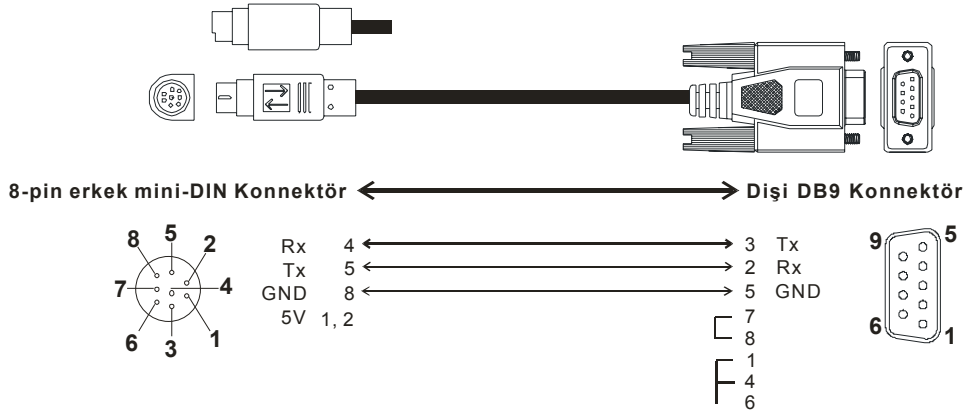 8-pin erkek mini-DIN Konnektör Dişi DB9 Konnektör
8 5 2 7 4 6 3 1
Rx 4 3 Tx
Tx 5 2 Rx
GND 8 5 GND
5V 1, 2
7
8
1
4
6
9 5
6 1